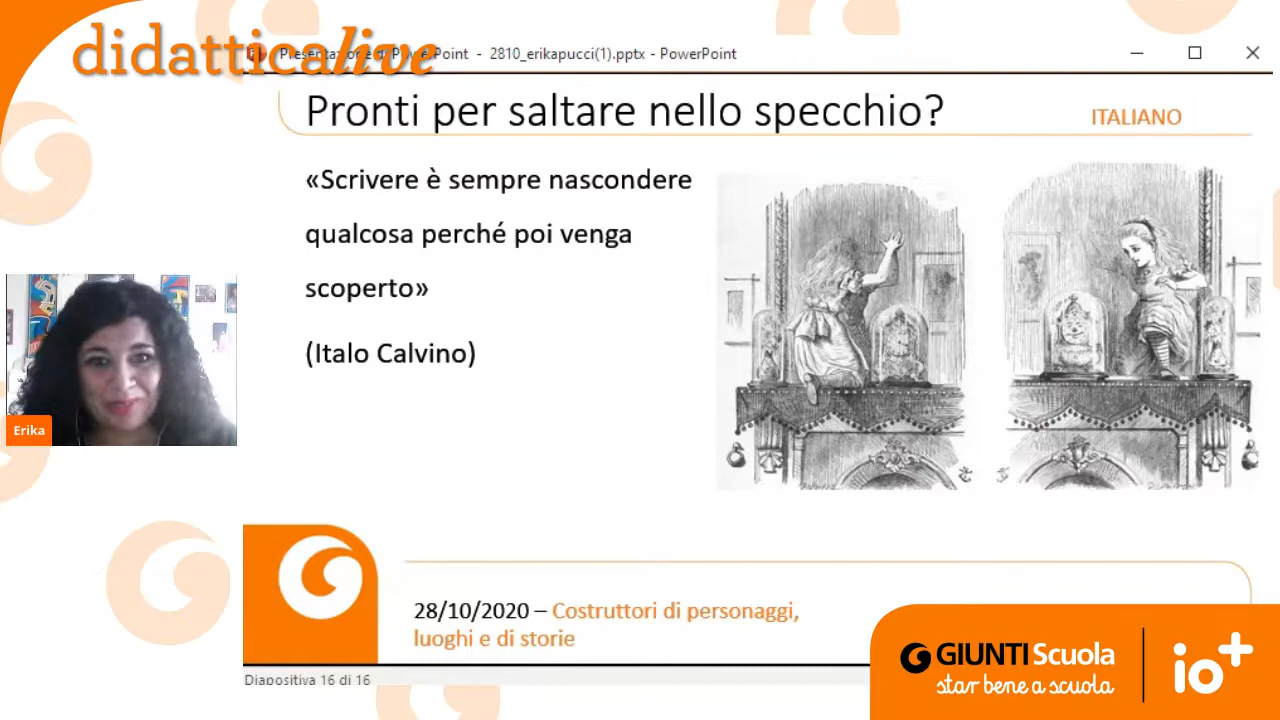 didatticalive
Presentazione di PowerPoint - 2810_erikapucci(1).pptx - PowerPoint
Pronti per saltare nello specchio?
ITALIANO
«Scrivere è sempre nascondere
qualcosa perché poi venga
scoperto»
(Italo Calvino)
Erika
28/10/2020 – Costruttori di personaggi,
luoghi e di storie
GIUNTI Scuola
star bene a scuola
io+
Diapositiva 16 di 16